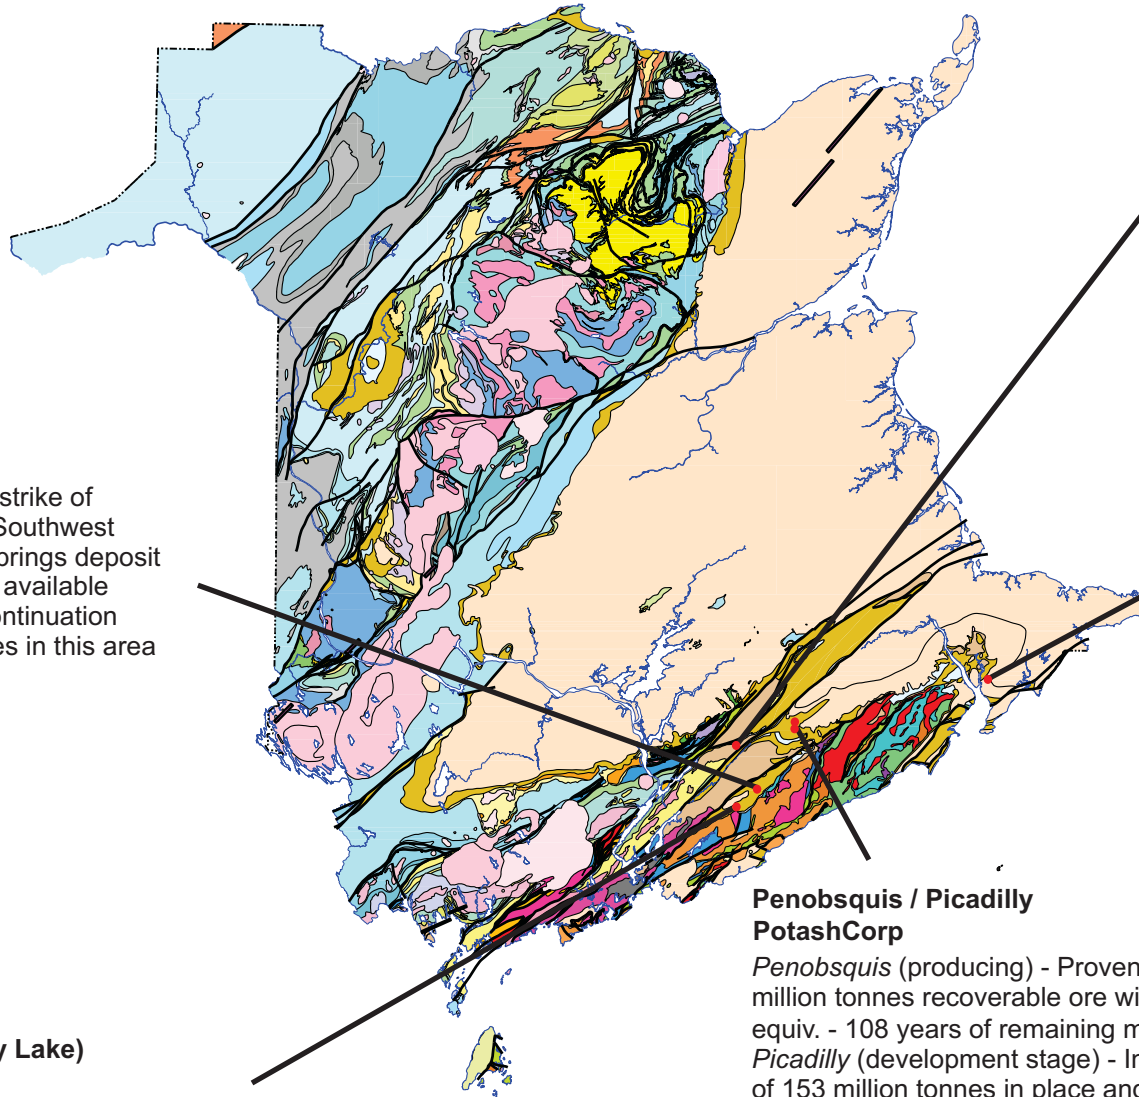 strike of
Southwest
orings deposit
available
ontinuation
es in this area
y Lake)
Penobsquis / Picadilly
PotashCorp
Penobsquis (producing) - Proven
million tonnes recoverable ore wi
equiv. - 108 years of remaining m
Picadilly (development stage) - In
of 153 million tonnes in place and